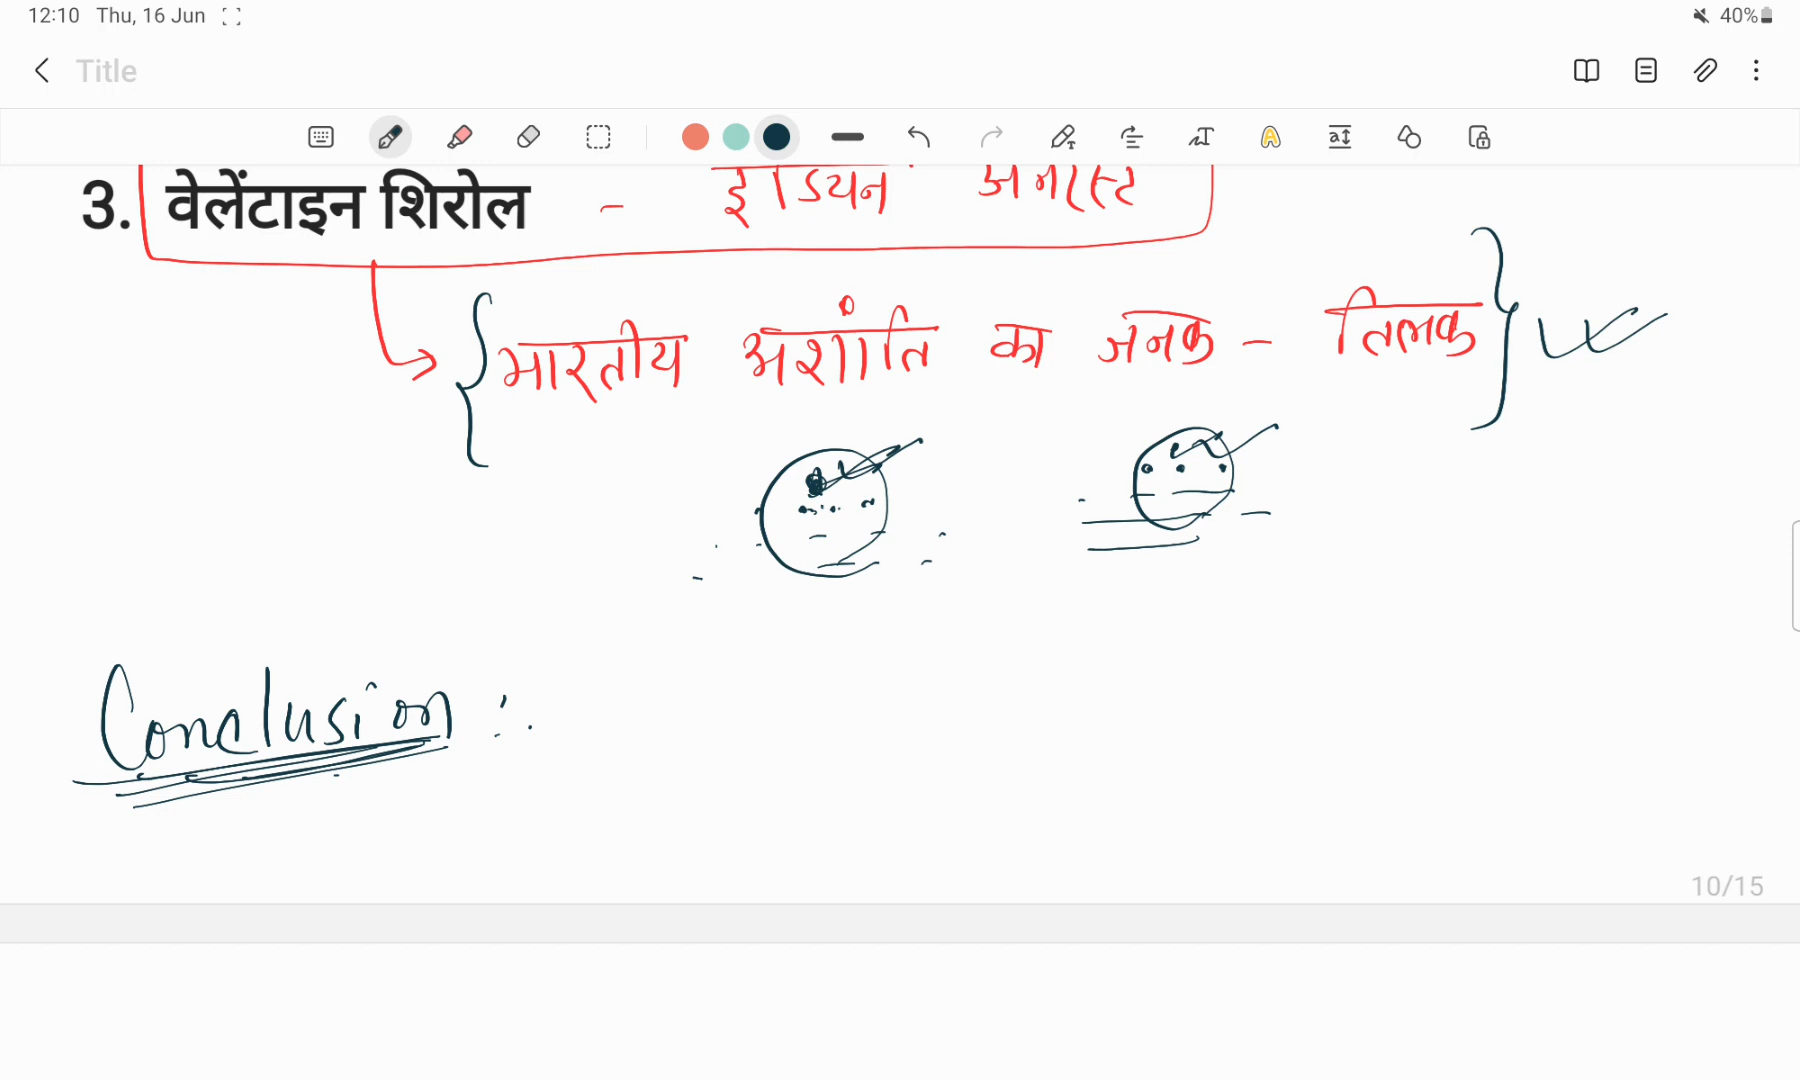 12:10 Thu, 16 Jun 40%
Title
3. वेलेंटाइन शिरोल - इंडियन अनरेस्ट
भारतीय अशांति का जनक - तिलक
Conclusion :
10/15